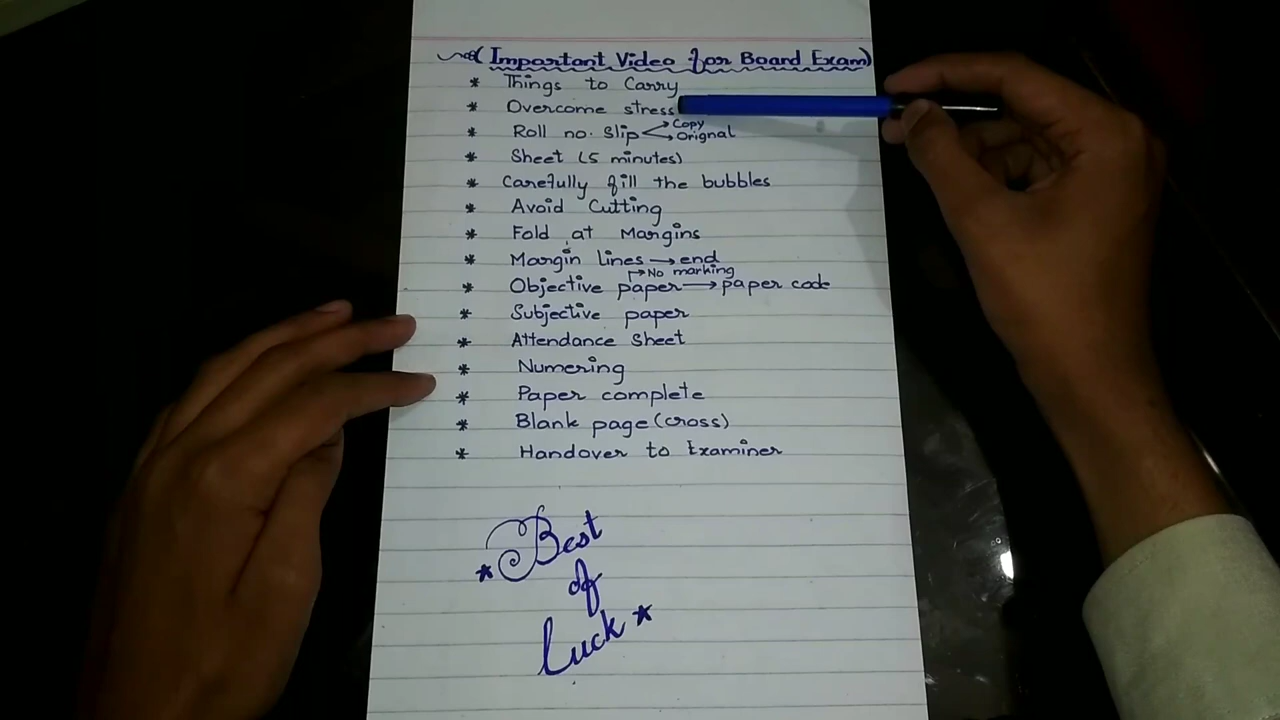 (Important Video for Board Exam)
* Things to Carry
* Overcome stress
* Roll no. Slip → Copy
→ Orignal
* Sheet (5 minutes)
* Carefully fill the bubbles
* Avoid Cutting
* Fold at Margins
* Margin lines → end
→ No marking
* Objective paper → paper code
* Subjective paper
* Attendance Sheet
* Numering
* Paper complete
* Blank page (cross)
* Handover to Examiner
* Best
of
Luck *